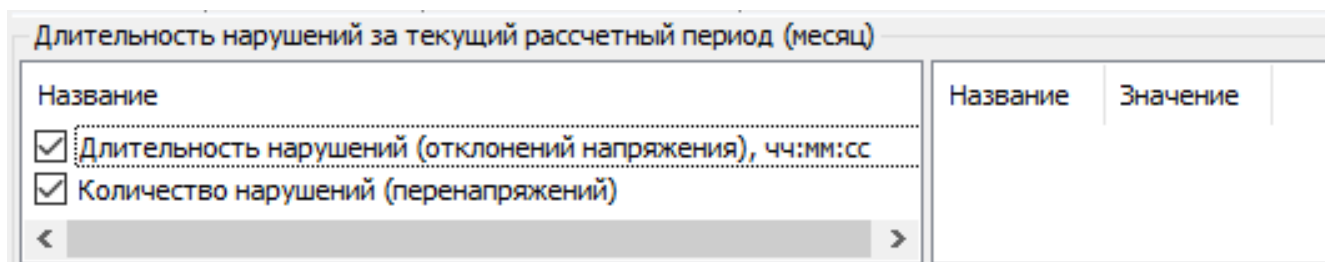 Длительность нарушений за текущий рассчетный период (месяц)
Название
Название Значение
Длительность нарушений (отклонений напряжения), чч:мм:сс
Количество нарушений (перенапряжений)